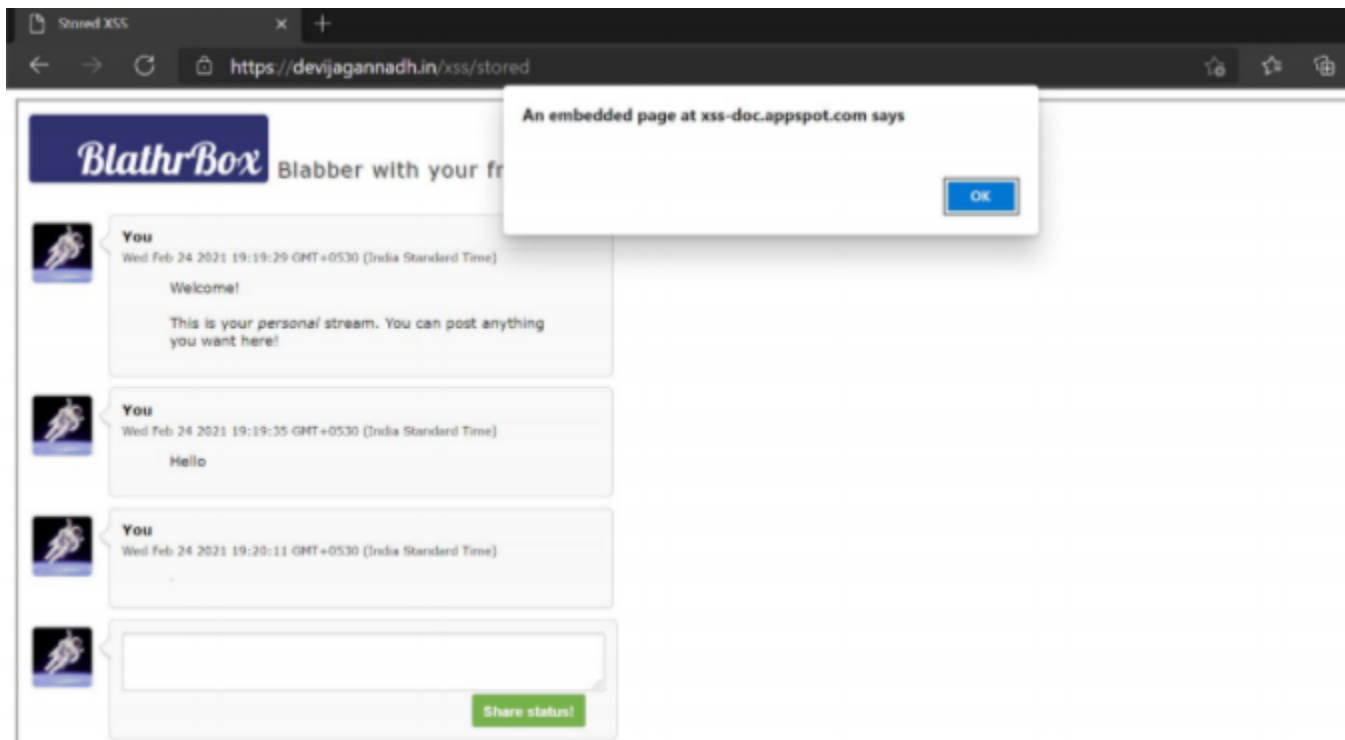 Stored XSS
https://devijagannadh.in/xss/stored
An embedded page at xss-doc.appspot.com says
OK
BlathrBox
Blabber with your fr
You
Wed Feb 24 2021 19:19:29 GMT+0530 (India Standard Time)
Welcome!
This is your personal stream. You can post anything
you want here!
You
Wed Feb 24 2021 19:19:35 GMT+0530 (India Standard Time)
Hello
You
Wed Feb 24 2021 19:20:11 GMT+0530 (India Standard Time)
Share status!